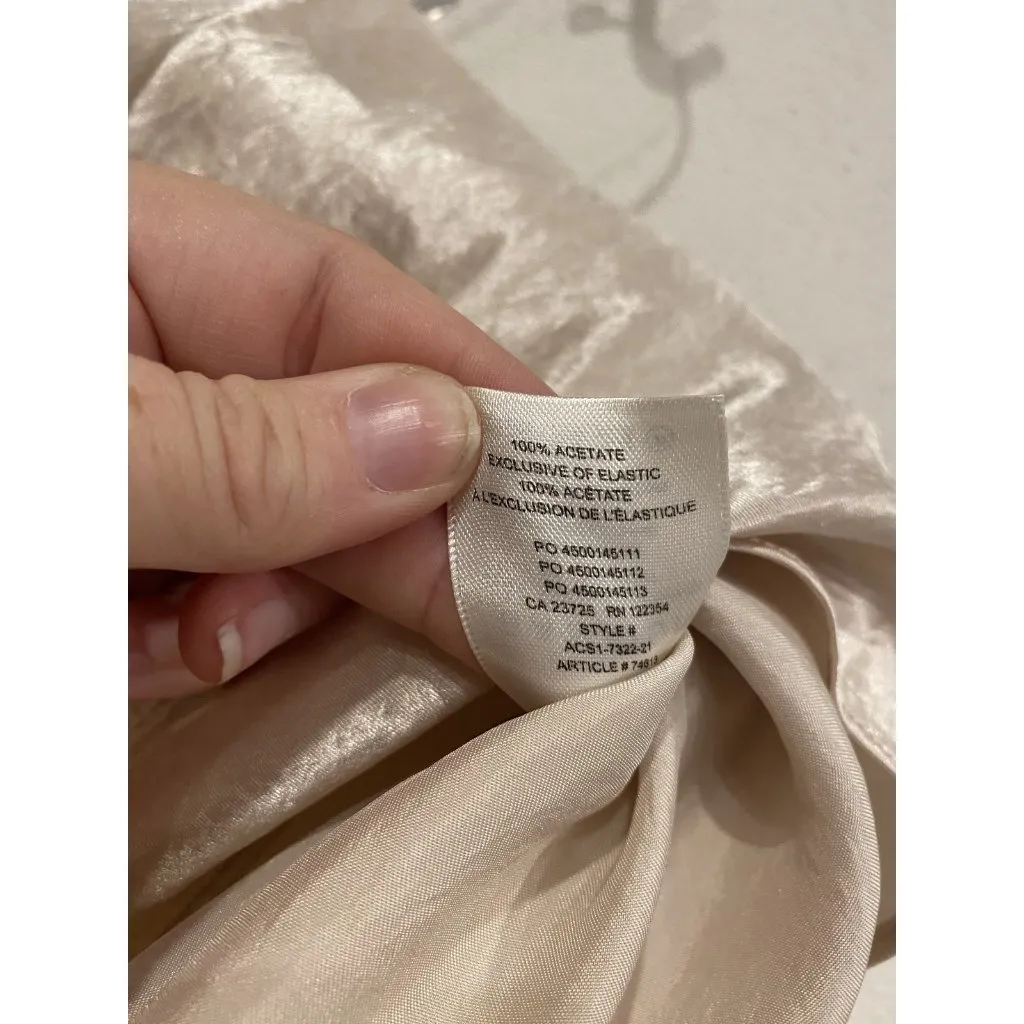 100% ACETATE
EXCLUSIVE OF ELASTIC
100% ACÉTATE
À L'EXCLUSION DE L'ÉLASTIQUE
PO 4500145111
PO 4500145112
PO 4500145113
CA 23725 RN 122354
STYLE #
ACS1-7322-21
ARTICLE #